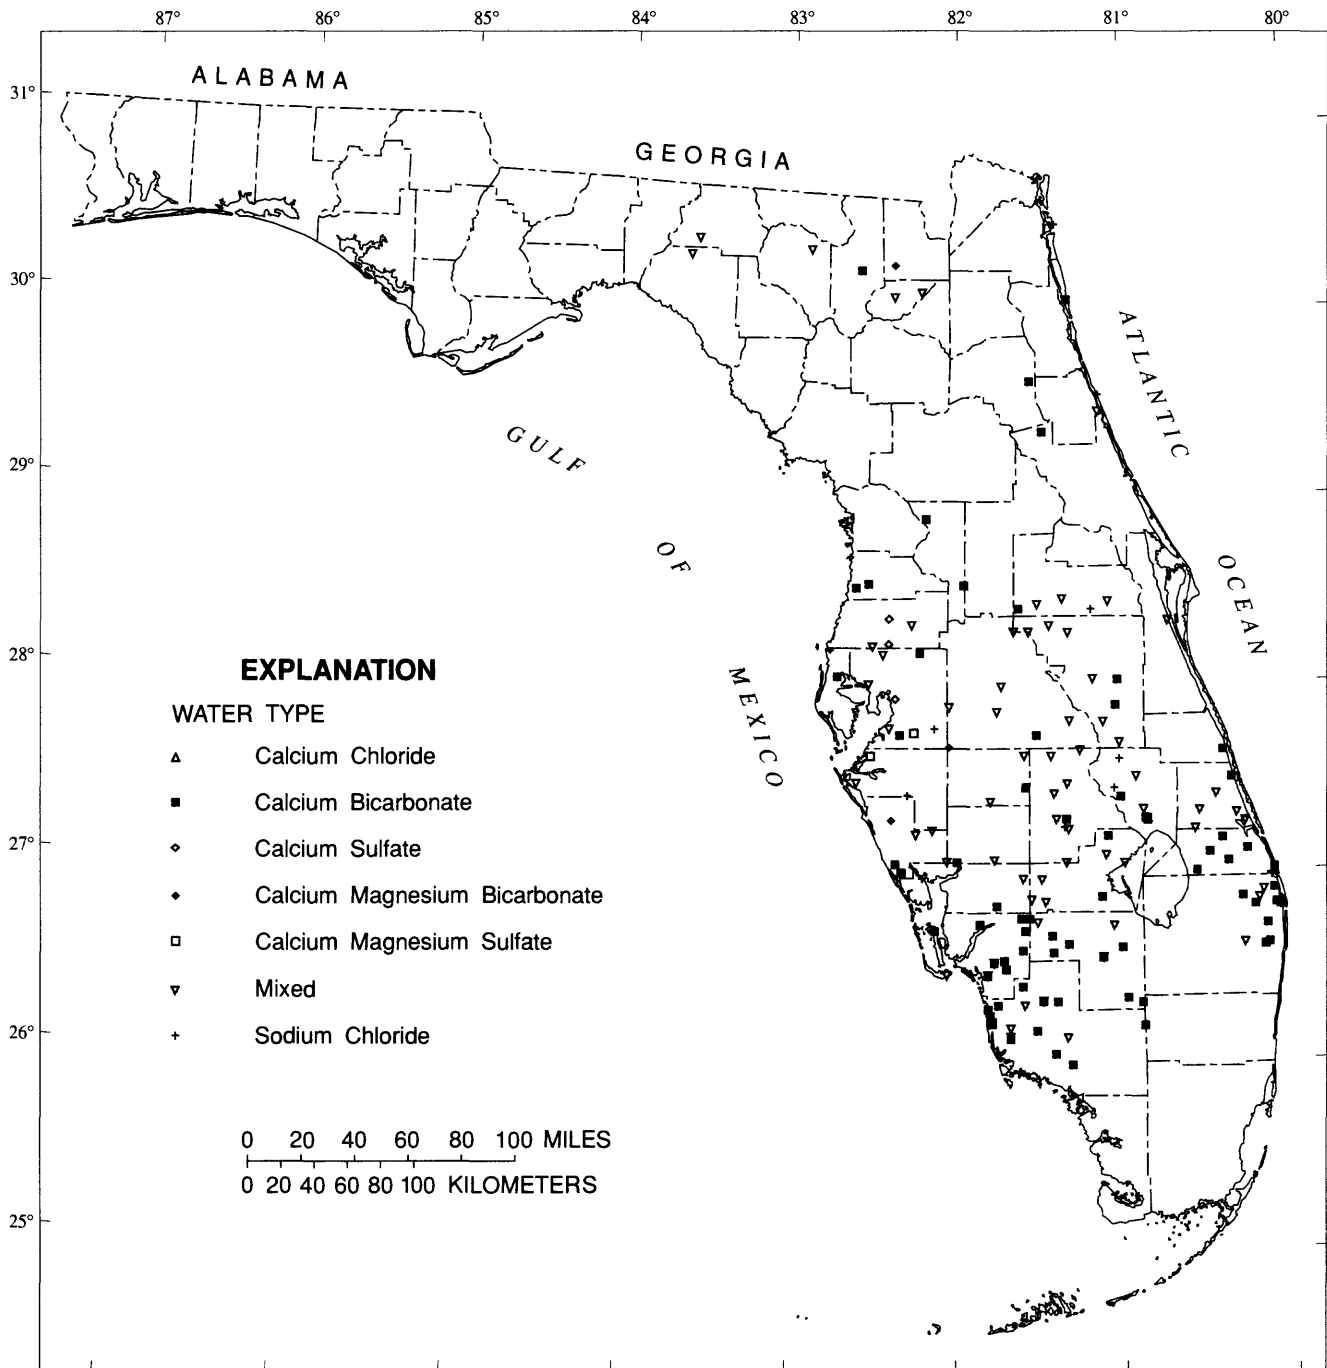 87° 86° 85° 84° 83° 82° 81° 80°
ALABAMA
31°
GEORGIA
30°
ATLANTIC
GULF
29°
OF
OCEAN
28°
MEXICO
EXPLANATION
WATER TYPE
Calcium Chloride
Calcium Bicarbonate
Calcium Sulfate
27°
Calcium Magnesium Bicarbonate
Calcium Magnesium Sulfate
Mixed
26°
Sodium Chloride
0 20 40 60 80 100 MILES
0 20 40 60 80 100 KILOMETERS
25°